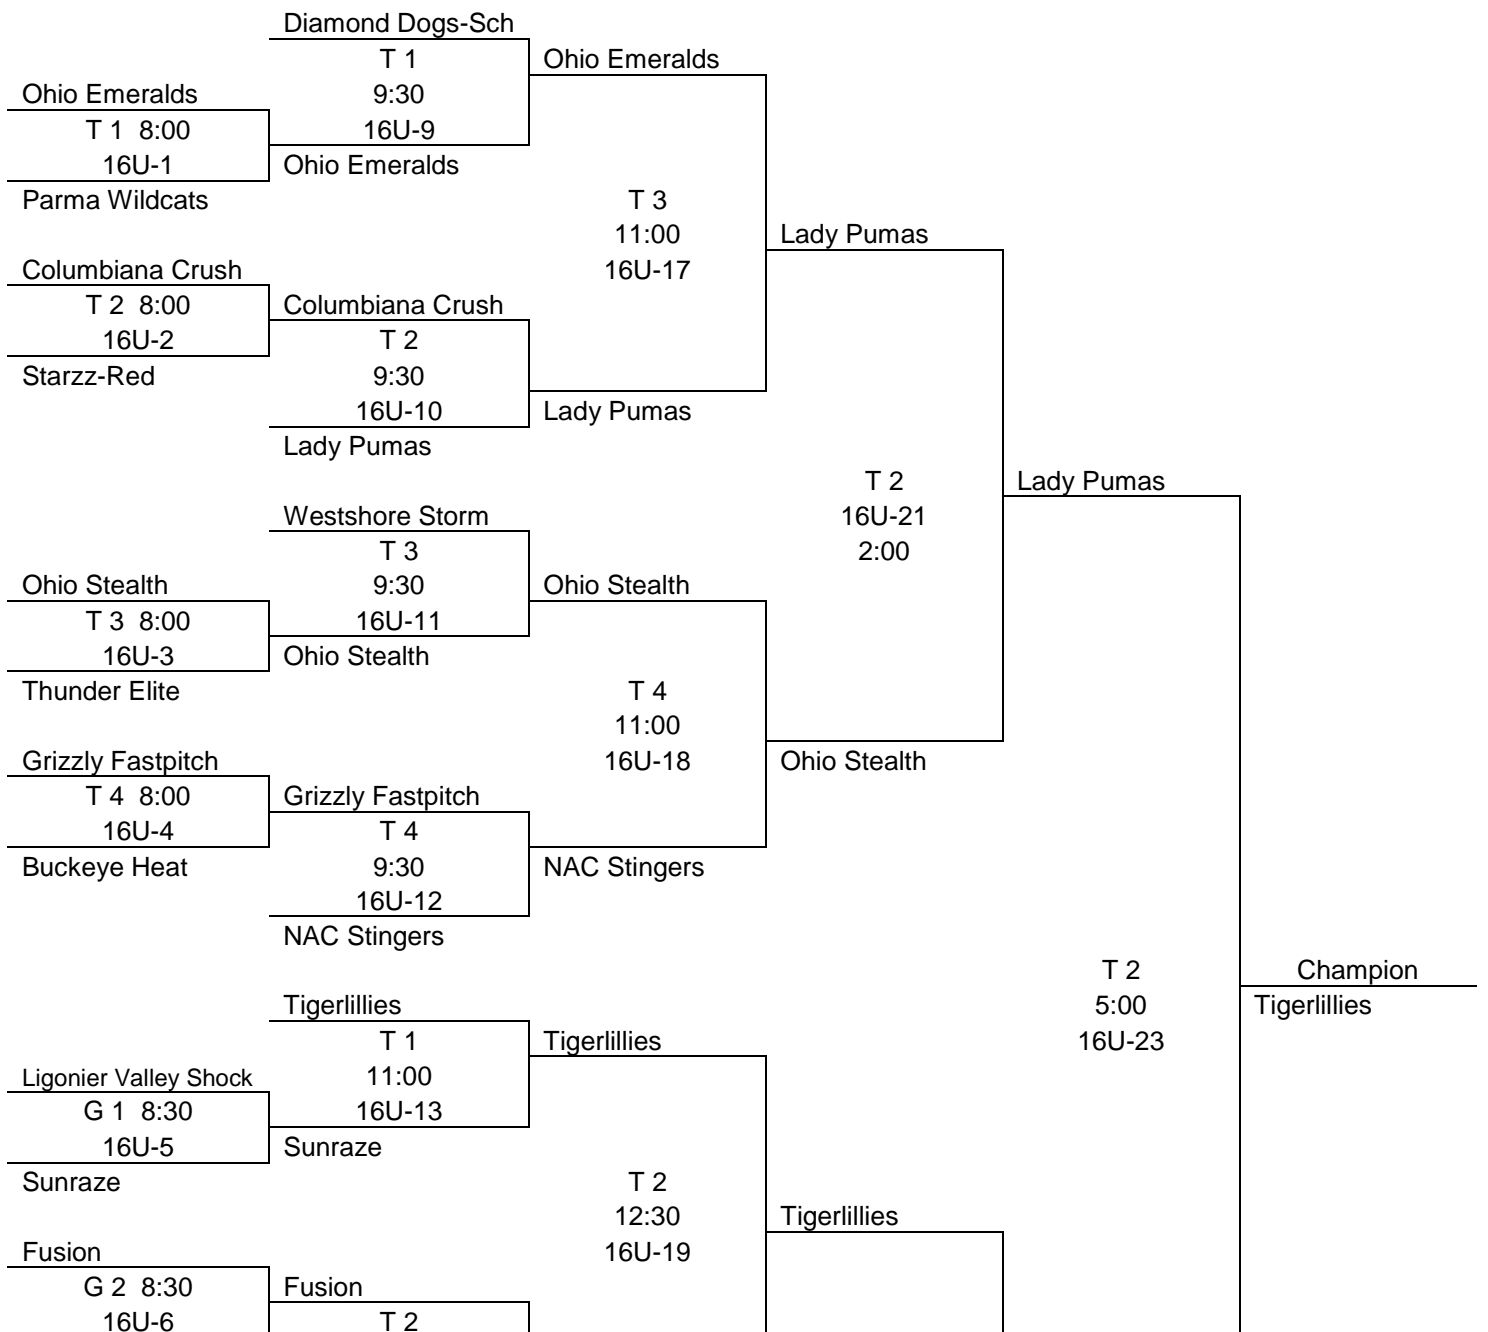 Diamond Dogs-Sch
T 1
Ohio Emeralds
Ohio Emeralds
9:30
T 1 8:00
16U-9
16U-1
Ohio Emeralds
Parma Wildcats
T 3
11:00
Lady Pumas
Columbiana Crush
16U-17
T 2 8:00
Columbiana Crush
16U-2
T 2
Starzz-Red
9:30
16U-10
Lady Pumas
Lady Pumas
T 2
Lady Pumas
Westshore Storm
16U-21
T 3
2:00
Ohio Stealth
9:30
Ohio Stealth
T 3 8:00
16U-11
16U-3
Ohio Stealth
Thunder Elite
T 4
11:00
Grizzly Fastpitch
16U-18
Ohio Stealth
T 4 8:00
Grizzly Fastpitch
16U-4
T 4
Buckeye Heat
9:30
NAC Stingers
16U-12
NAC Stingers
T 2
Champion
Tigerlillies
5:00
Tigerlillies
T 1
Tigerlillies
16U-23
Ligonier Valley Shock
11:00
G 1 8:30
16U-13
16U-5
Sunraze
Sunraze
T 2
12:30
Tigerlillies
Fusion
16U-19
G 2 8:30
Fusion
16U-6
T 2